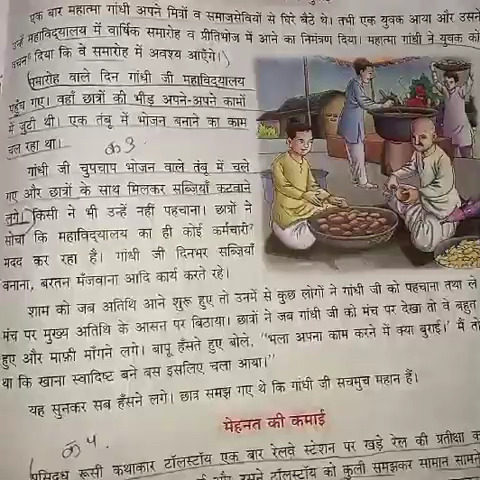 एक बार महात्मा गांधी अपने मित्रों व समाजसेवियों से घिरे बैठे थे। तभी एक युवक आया और उसने
उन्हें महाविद्यालय में वार्षिक समारोह व प्रीतिभोज में आने का निमंत्रण दिया। महात्मा गांधी ने युवक को
वचन दिया कि वे समारोह में अवश्य आएँगे।
समारोह वाले दिन गांधी जी महाविद्यालय
पहुँच गए। वहाँ छात्रों की भीड़ अपने-अपने कामों
में जुटी थी। एक तंबू में भोजन बनाने का काम
चल रहा था।
क 3
गांधी जी चुपचाप भोजन वाले तंबू में चले
गए और छात्रों के साथ मिलकर सब्ज़ियाँ कटवाने
लगे। किसी ने भी उन्हें नहीं पहचाना। छात्रों ने
सोचा कि महाविद्यालय का ही कोई कर्मचारी
मदद कर रहा है। गांधी जी दिनभर सब्ज़ियाँ
बनाना, बरतन मँजवाना आदि कार्य करते रहे।
शाम को जब अतिथि आने शुरू हुए तो उनमें से कुछ लोगों ने गांधी जी को पहचाना तथा ले
मंच पर मुख्य अतिथि के आसन पर बिठाया। छात्रों ने जब गांधी जी को मंच पर देखा तो वे बहुत
हुए और माफ़ी माँगने लगे। बापू हँसते हुए बोले, "भला अपना काम करने में क्या बुराई।' मैं तो
था कि खाना स्वादिष्ट बने बस इसलिए चला आया।"
यह सुनकर सब हँसने लगे। छात्र समझ गए थे कि गांधी जी सचमुच महान हैं।
मेहनत की कमाई
क 4.
प्रसिद्ध रूसी कथाकार टॉलस्टॉय एक बार रेलवे स्टेशन पर खड़े रेल की प्रतीक्षा क
और उसने टॉलस्टॉय को कुली समझकर सामान सामने